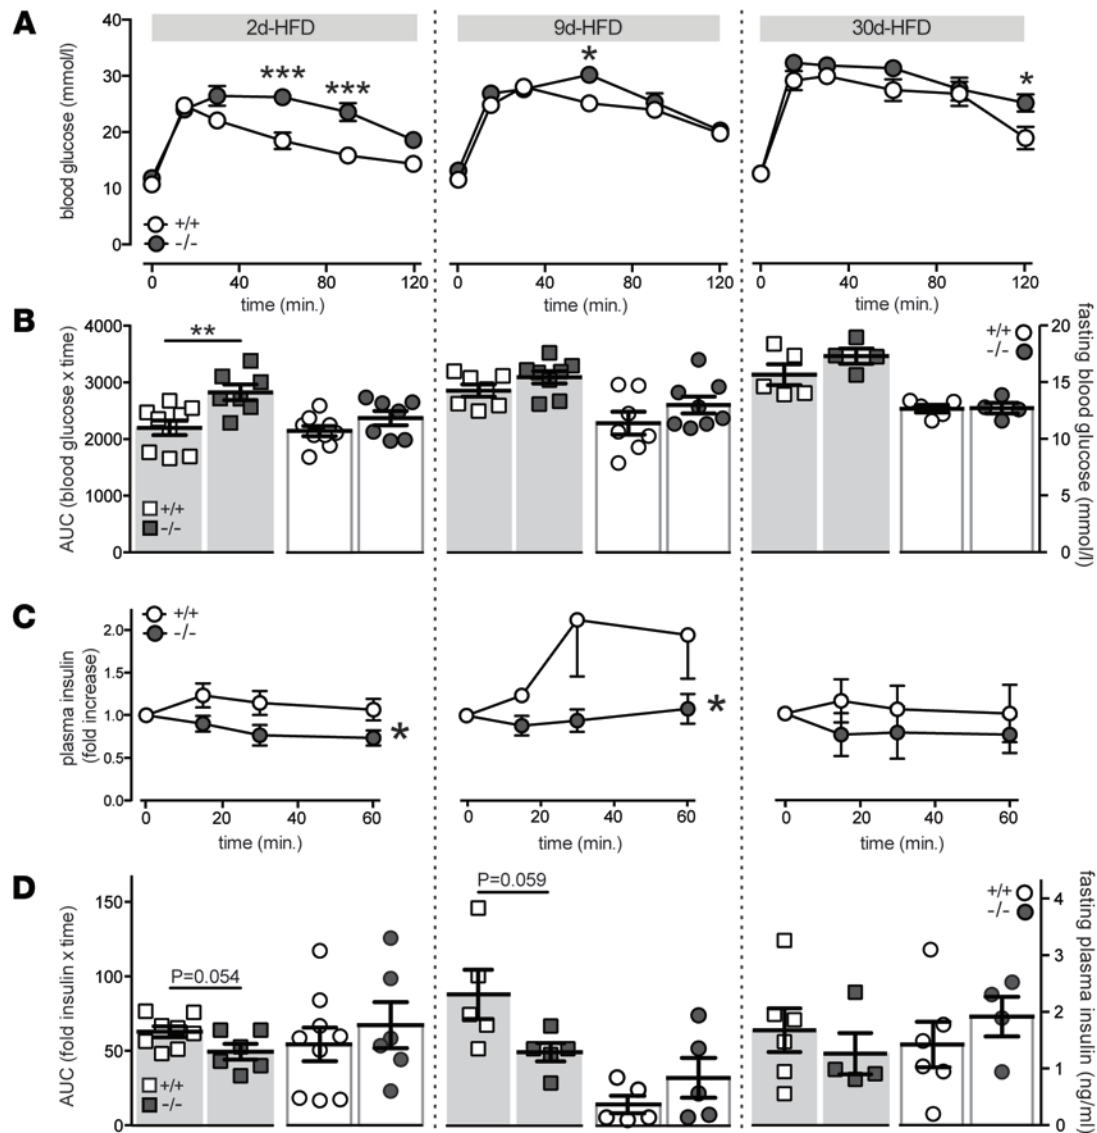 A
2d-HFD
9d-HFD
30d-HFD
blood glucose (mmol/l)
40
30
20
10
0
***
***
*
*
+/+
-/-
0 40 80 120
0 40 80 120
0 40 80 120
time (min.)
time (min.)
time (min.)
B
AUC (blood glucose x time)
4000
3000
2000
1000
0
**
+/+
-/-
+/+
-/-
20
15
10
5
0
fasting blood glucose (mmol/l)
C
plasma insulin
(fold increase)
2.0
1.5
1.0
0.5
0.0
+/+
-/-
*
*
0 20 40 60
0 20 40 60
0 20 40 60
time (min.)
time (min.)
time (min.)
D
AUC (fold insulin x time)
150
100
50
0
P=0.054
P=0.059
+/+
-/-
+/+
-/-
4
3
2
1
0
fasting plasma insulin (ng/ml)